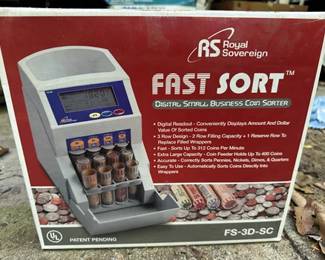 RS Royal
Sovereign
FAST SORT™
DIGITAL SMALL BUSINESS COIN SORTER
• Digital Readout - Conveniently Displays Amount And Dollar
Value Of Sorted Coins
• 3 Row Design - 2 Row Filling Capacity + 1 Reserve Row To
Replace Filled Wrappers
• Fast - Sorts Up To 312 Coins Per Minute
• Extra Large Capacity - Coin Feeder Holds Up To 400 Coins
• Accurate - Correctly Sorts Pennies, Nickels, Dimes, & Quarters
• Easy To Use - Automatically Sorts Coins Directly Into
Wrappers
UL
PATENT PENDING
FS-3D-SC